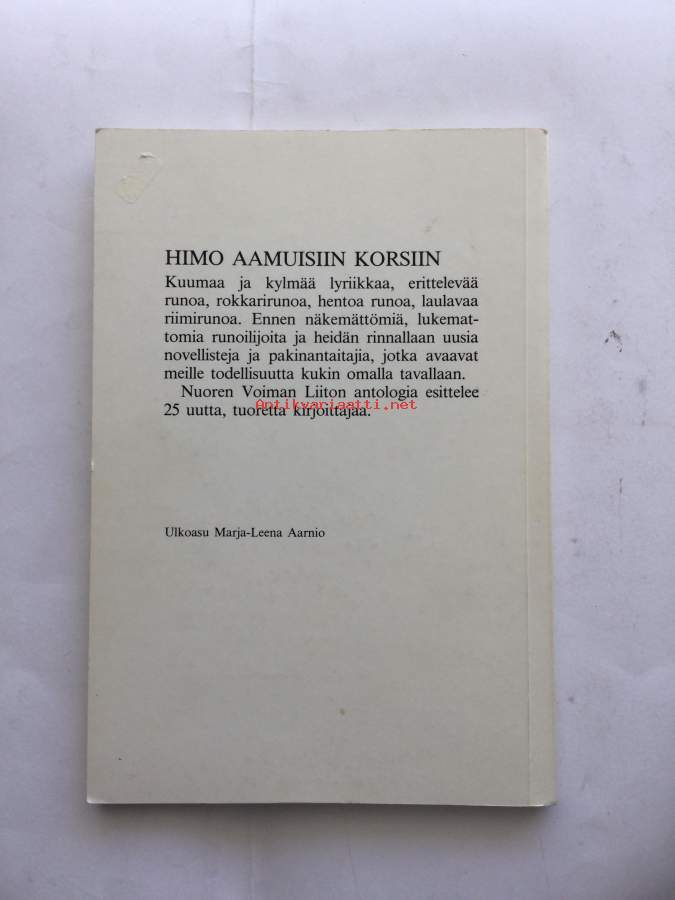 HIMO AAMUISIIN KORSIIN
Kuumaa ja kylmää lyriikkaa, erittelevää
runoa, rokkarirunoa, hentoa runoa, laulavaa
riimirunoa. Ennen näkemättömiä, lukemat-
tomia runoilijoita ja heidän rinnallaan uusia
novellisteja ja pakinantaitajia, jotka avaavat
meille todellisuutta kukin omalla tavallaan.
Nuoren Voiman Liiton antologia esittelee
Antikvariaatti.net
25 uutta, tuoretta kirjoittajaa.
Ulkoasu Marja-Leena Aarnio